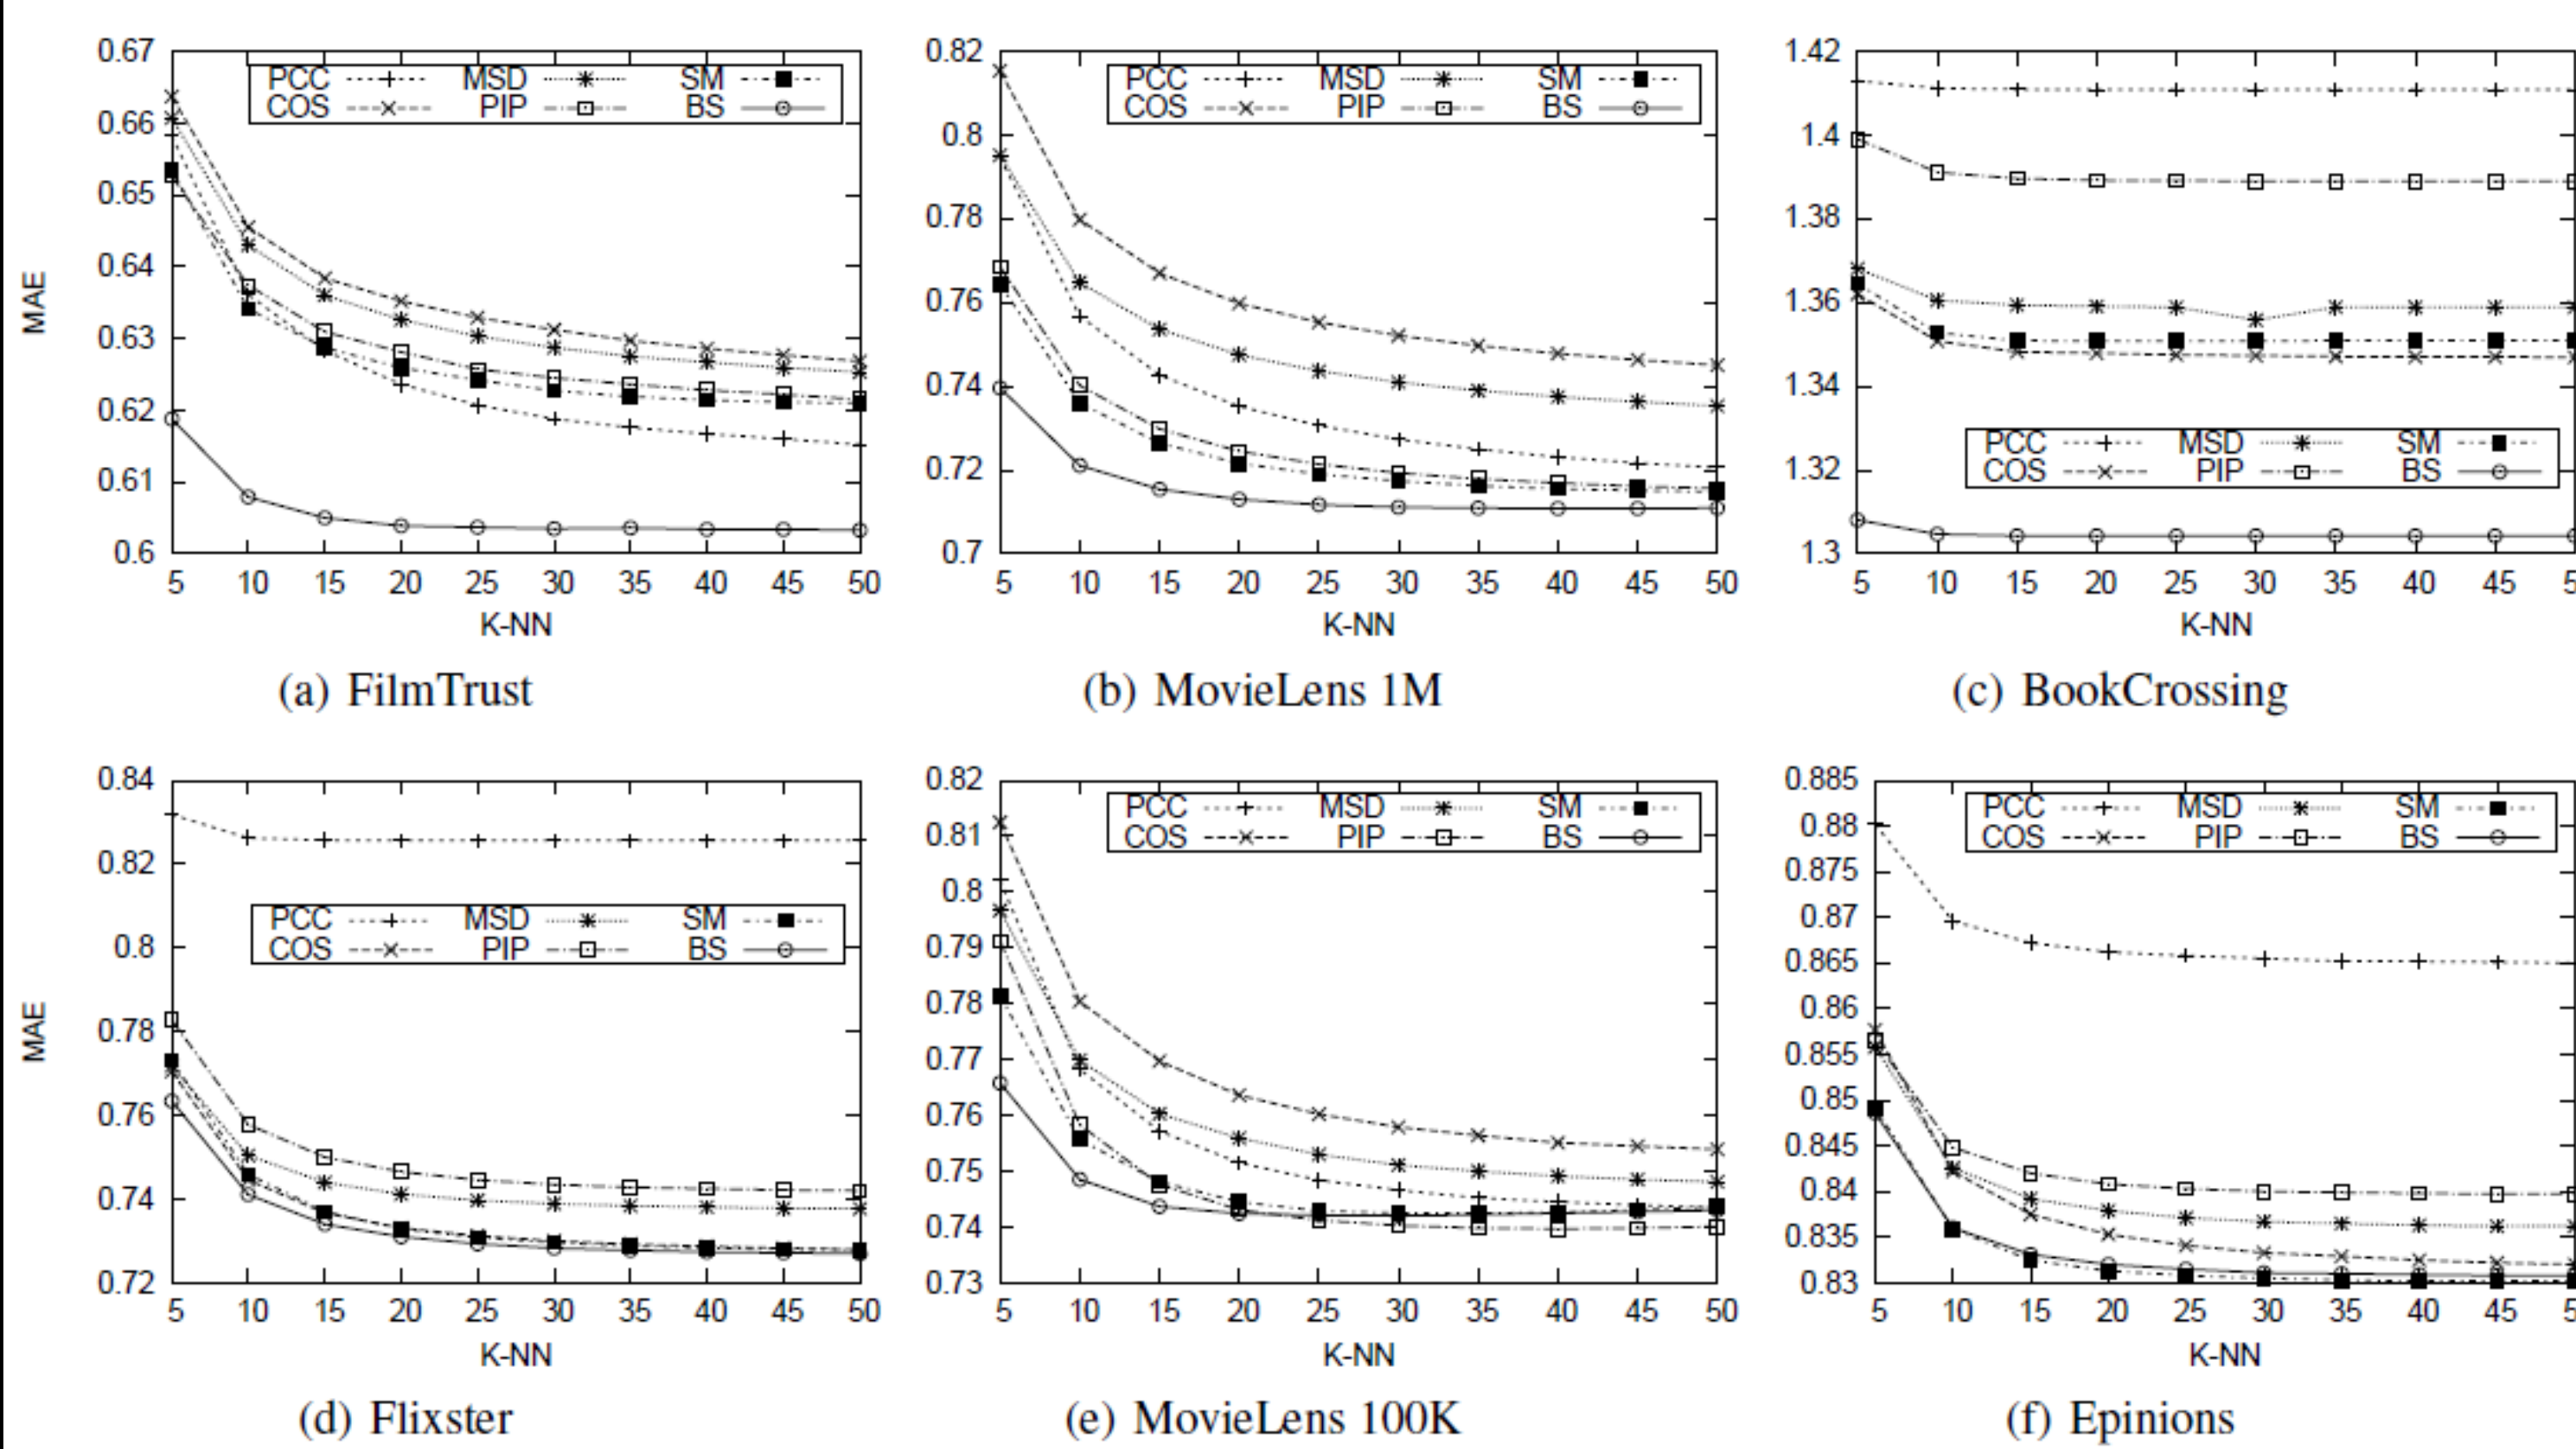 0.67 0.66 0.65 0.64 0.63 0.62 0.61 0.6
MAE
PCC MSD SM
COS PIP BS
5 10 15 20 25 30 35 40 45 50
K-NN
(a) FilmTrust
0.82 0.8 0.78 0.76 0.74 0.72 0.7
PCC MSD SM
COS PIP BS
5 10 15 20 25 30 35 40 45 50
K-NN
(b) MovieLens 1M
1.42 1.4 1.38 1.36 1.34 1.32 1.3
PCC MSD SM
COS PIP BS
5 10 15 20 25 30 35 40 45 5
K-NN
(c) BookCrossing
0.84 0.82 0.8 0.78 0.76 0.74 0.72
MAE
PCC MSD SM
COS PIP BS
5 10 15 20 25 30 35 40 45 50
K-NN
(d) Flixster
0.82 0.81 0.8 0.79 0.78 0.77 0.76 0.75 0.74 0.73
PCC MSD SM
COS PIP BS
5 10 15 20 25 30 35 40 45 50
K-NN
(e) MovieLens 100K
0.885 0.88 0.875 0.87 0.865 0.86 0.855 0.85 0.845 0.84 0.835 0.83
PCC MSD SM
COS PIP BS
5 10 15 20 25 30 35 40 45 5
K-NN
(f) Epinions